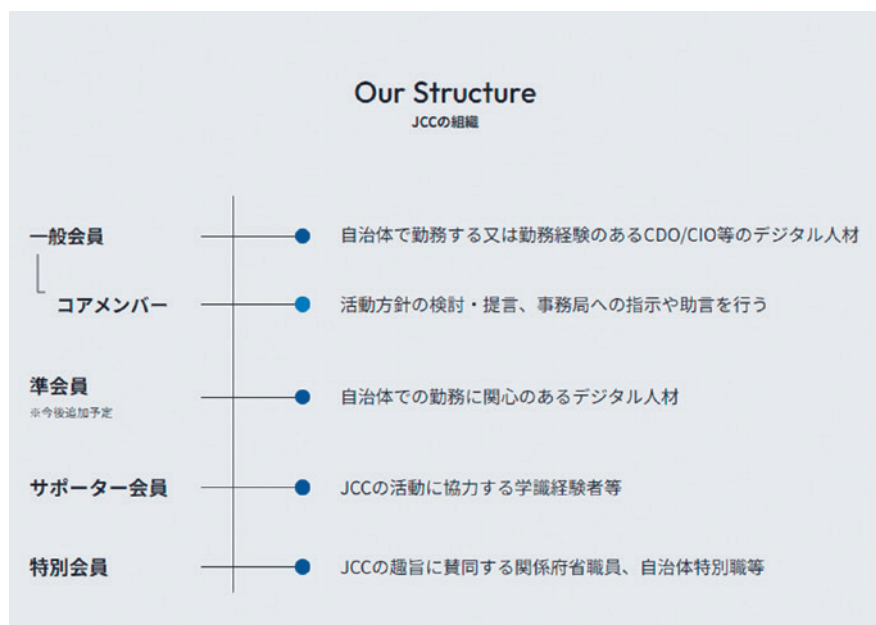 Our Structure
JCCの組織
一般会員
自治体で勤務する又は勤務経験のあるCDO/CIO等のデジタル人材
コアメンバー
活動方針の検討・提言、事務局への指示や助言を行う
準会員
※今後追加予定
自治体での勤務に関心のあるデジタル人材
サポーター会員
JCCの活動に協力する学識経験者等
特別会員
JCCの趣旨に賛同する関係府省職員、自治体特別職等